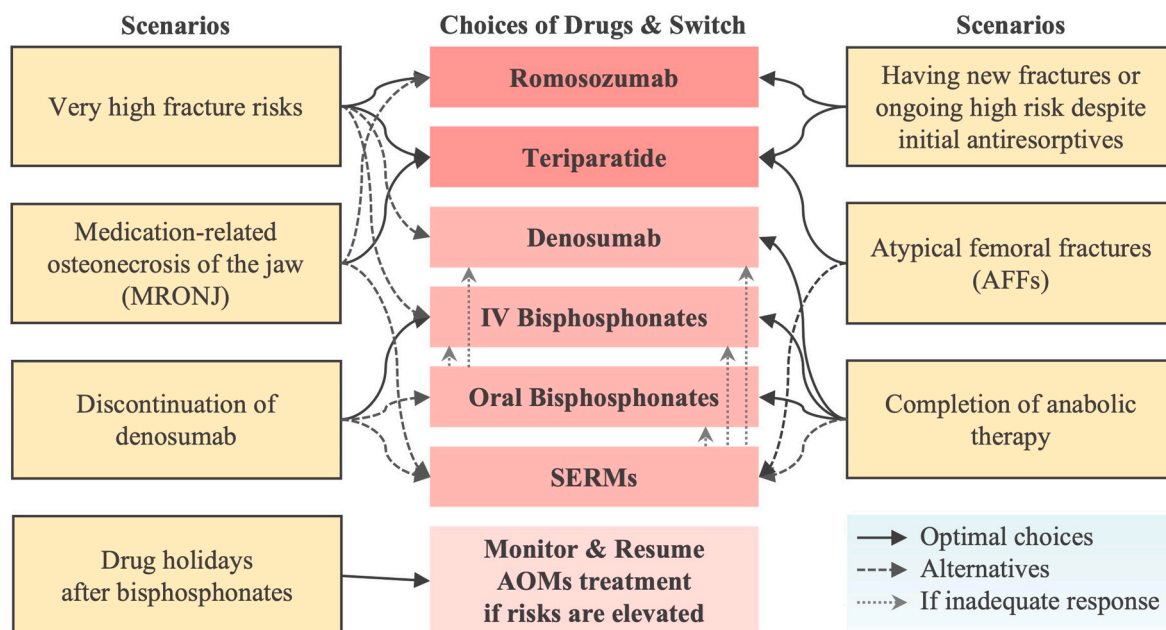 Scenarios
Choices of Drugs & Switch
Scenarios
Very high fracture risks
Medication-related
osteonecrosis of the jaw
(MRONJ)
Discontinuation of
denosumab
Drug holidays
after bisphosphonates
Romosozumab
Teriparatide
Denosumab
IV Bisphosphonates
Oral Bisphosphonates
SERMs
Monitor & Resume
AOMs treatment
if risks are elevated
Having new fractures or
ongoing high risk despite
initial antiresorptives
Atypical femoral fractures
(AFFs)
Completion of anabolic
therapy
Optimal choices
Alternatives
If inadequate response